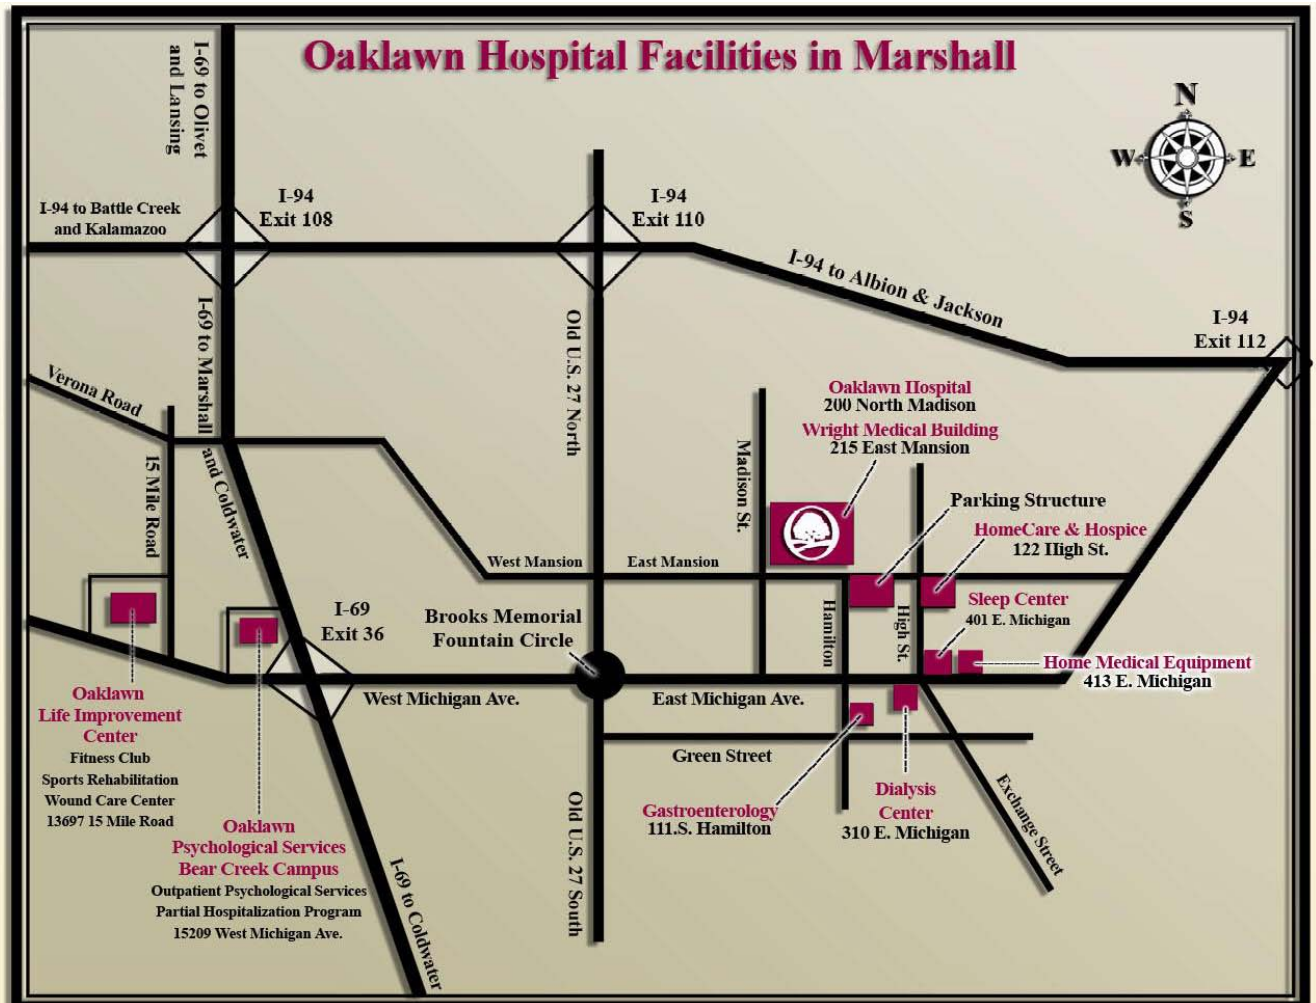 Oaklawn Hospital Facilities in Marshall
I-69 to Olivet
and Lansing
N
W
E
S
I-94 to Battle Creek
and Kalamazoo
I-94
Exit 108
I-94
Exit 110
I-94 to Albion & Jackson
I-94
Exit 112
I-69 to Marshall
and Coldwater
Old U.S. 27 North
Verona Road
15 Mile Road
Madison St.
Oaklawn Hospital
200 North Madison
Wright Medical Building
215 East Mansion
Parking Structure
HomeCare & Hospice
122 High St.
West Mansion
East Mansion
Sleep Center
401 E. Michigan
Hamilton
High St.
I-69
Exit 36
Brooks Memorial
Fountain Circle
Home Medical Equipment
413 E. Michigan
West Michigan Ave.
East Michigan Ave.
Oaklawn
Life Improvement
Center
Fitness Club
Sports Rehabilitation
Wound Care Center
13697 15 Mile Road
Green Street
Gastroenterology
111.S. Hamilton
Dialysis
Center
310 E. Michigan
Exchange Street
Oaklawn
Psychological Services
Bear Creek Campus
Outpatient Psychological Services
Partial Hospitalization Program
15209 West Michigan Ave.
I-69 to Coldwater
Old U.S. 27 South